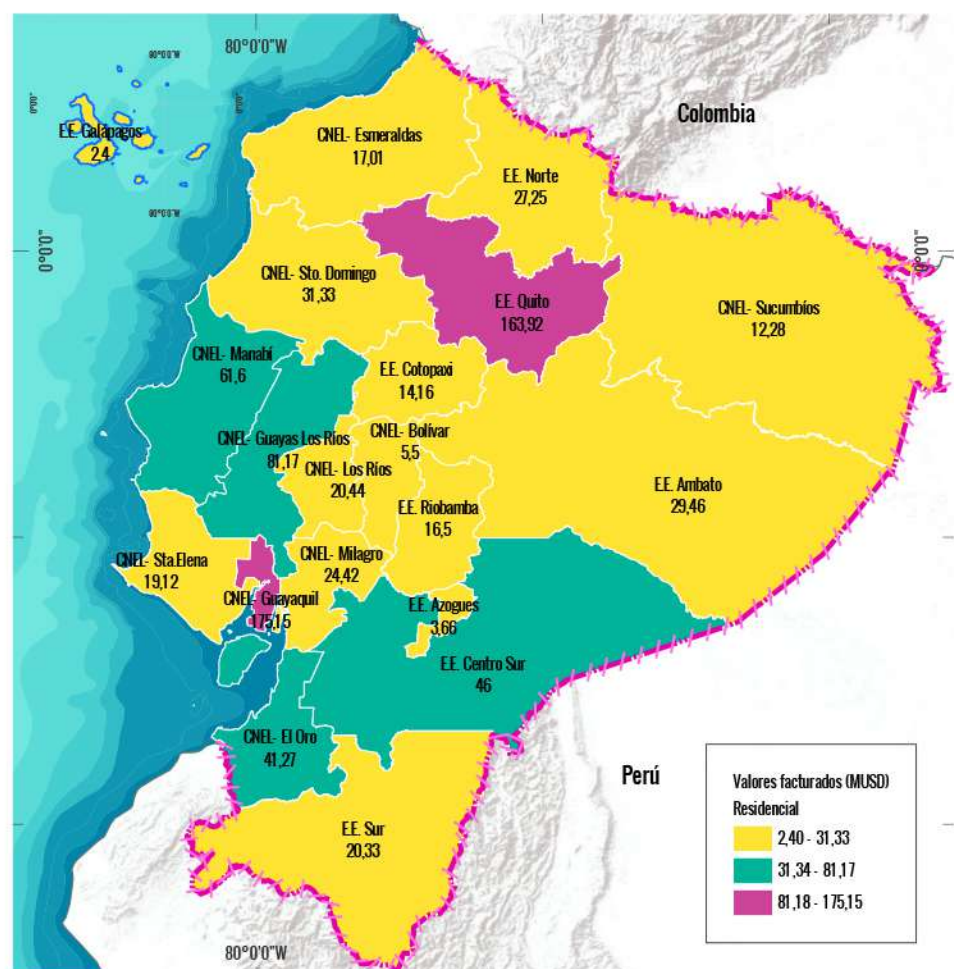 80°0'0"W
80°0'0"W
0°0'0"
0°0'0"
80°0'0"W
Colombia
E.E. Galápagos
2,4
CNEL- Esmeraldas
17,01
E.E. Norte
27,25
0°0'0"
0°0'0"
CNEL- Sto. Domingo
31,33
E.E. Quito
163,92
CNEL- Sucumbíos
12,28
CNEL- Manabí
61,6
E.E. Cotopaxi
14,16
CNEL- Guayas Los Ríos
81,17
CNEL- Bolívar
5,5
CNEL- Los Ríos
20,44
E.E. Ambato
29,46
E.E. Riobamba
16,5
CNEL- Sta.Elena
19,12
CNEL- Milagro
24,42
CNEL- Guayaquil
175,15
E.E. Azogues
3,66
E.E. Centro Sur
46
CNEL- El Oro
41,27
Perú
E.E. Sur
20,33
Valores facturados (MUSD)
Residencial
2,40 - 31,33
31,34 - 81,17
81,18 - 175,15
80°0'0"W